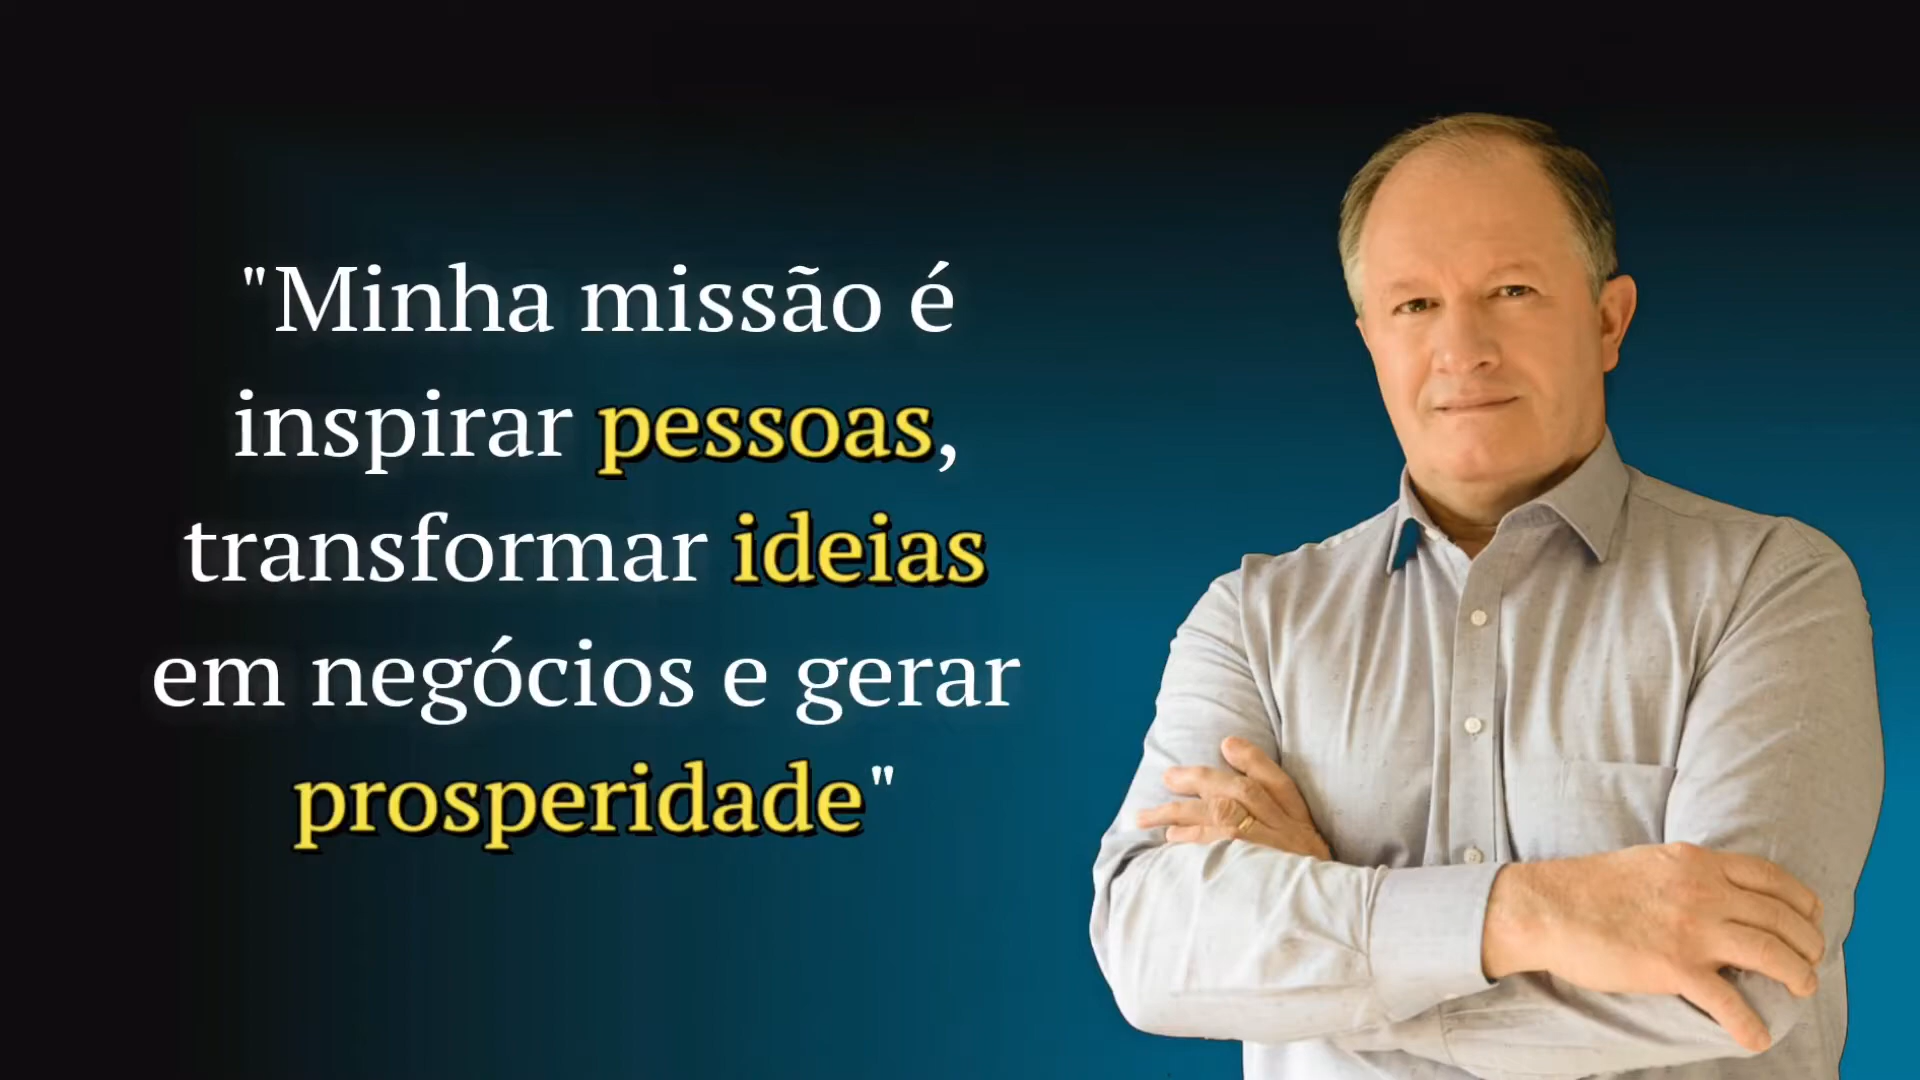 "Minha missão é
inspirar pessoas,
transformar ideias
em negócios e gerar
prosperidade"